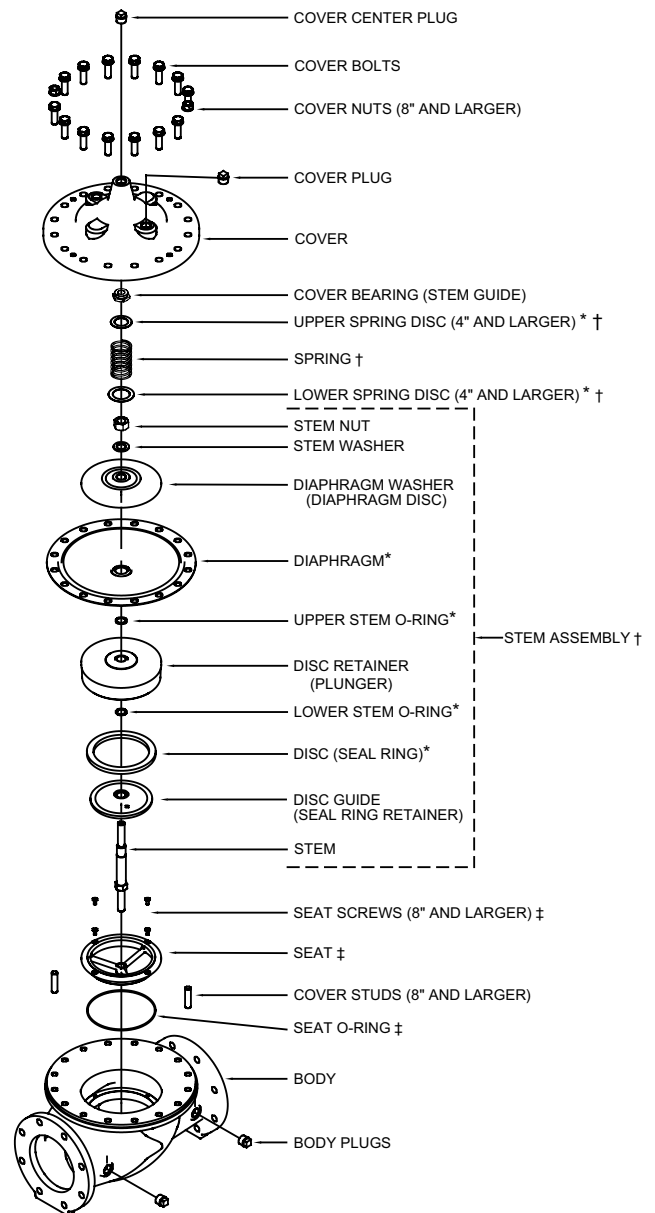 COVER CENTER PLUG
COVER BOLTS
COVER NUTS (8" AND LARGER)
COVER PLUG
COVER
COVER BEARING (STEM GUIDE)
UPPER SPRING DISC (4" AND LARGER) * †
SPRING †
LOWER SPRING DISC (4" AND LARGER) * †
STEM NUT
STEM WASHER
DIAPHRAGM WASHER
(DIAPHRAGM DISC)
DIAPHRAGM*
UPPER STEM O-RING*
STEM ASSEMBLY †
DISC RETAINER
(PLUNGER)
LOWER STEM O-RING*
DISC (SEAL RING)*
DISC GUIDE
(SEAL RING RETAINER)
STEM
SEAT SCREWS (8" AND LARGER) ‡
SEAT ‡
COVER STUDS (8" AND LARGER)
SEAT O-RING ‡
BODY
BODY PLUGS